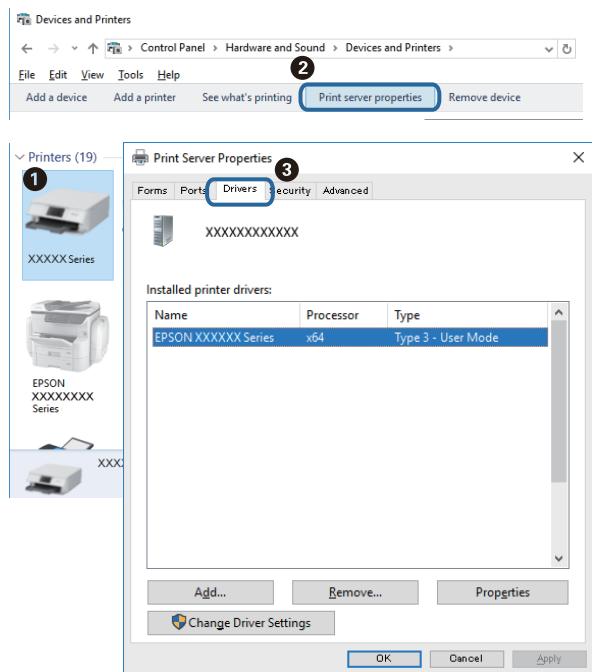 Devices and Printers
Control Panel > Hardware and Sound > Devices and Printers >
File Edit View Tools Help
2
Add a device Add a printer See what's printing Print server properties Remove device
Printers (19)
1
XXXXX Series
EPSON
XXXXXXXX
Series
XXX
Print Server Properties
3
Forms Ports Drivers Security Advanced
XXXXXXXXXXXX
Installed printer drivers:
Name Processor Type
EPSON XXXXXX Series x64 Type 3 - User Mode
Add... Remove... Properties
Change Driver Settings
OK Cancel Apply